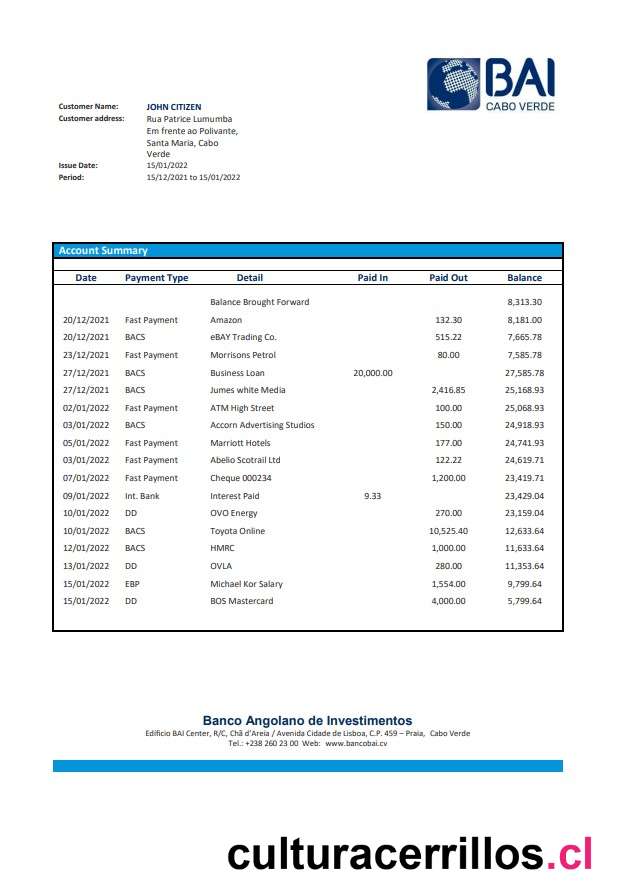 BAI
CABO VERDE
Customer Name: JOHN CITIZEN
Customer address: Rua Patrice Lumumba
Em frente ao Polivante,
Santa Maria, Cabo
Verde
Issue Date: 15/01/2022
Period: 15/12/2021 to 15/01/2022
Account Summary
Date Payment Type Detail Paid In Paid Out Balance
Balance Brought Forward 8,313.30
20/12/2021 Fast Payment Amazon 132.30 8,181.00
20/12/2021 BACS eBAY Trading Co. 515.22 7,665.78
23/12/2021 Fast Payment Morrisons Petrol 80.00 7,585.78
27/12/2021 BACS Business Loan 20,000.00 27,585.78
27/12/2021 BACS Jumes white Media 2,416.85 25,168.93
02/01/2022 Fast Payment ATM High Street 100.00 25,068.93
03/01/2022 BACS Accorn Advertising Studios 150.00 24,918.93
05/01/2022 Fast Payment Marriott Hotels 177.00 24,741.93
03/01/2022 Fast Payment Abelio Scotrail Ltd 122.22 24,619.71
07/01/2022 Fast Payment Cheque 000234 1,200.00 23,419.71
09/01/2022 Int. Bank Interest Paid 9.33 23,429.04
10/01/2022 DD OVO Energy 270.00 23,159.04
10/01/2022 BACS Toyota Online 10,525.40 12,633.64
12/01/2022 BACS HMRC 1,000.00 11,633.64
13/01/2022 DD OVLA 280.00 11,353.64
15/01/2022 EBP Michael Kor Salary 1,554.00 9,799.64
15/01/2022 DD BOS Mastercard 4,000.00 5,799.64
Banco Angolano de Investimentos
Edifício BAI Center, R/C, Chã d'Areia / Avenida Cidade de Lisboa, C.P. 459 – Praia, Cabo Verde
Tel.: +238 260 23 00 Web: www.bancobai.cv
culturacerrillos.cl